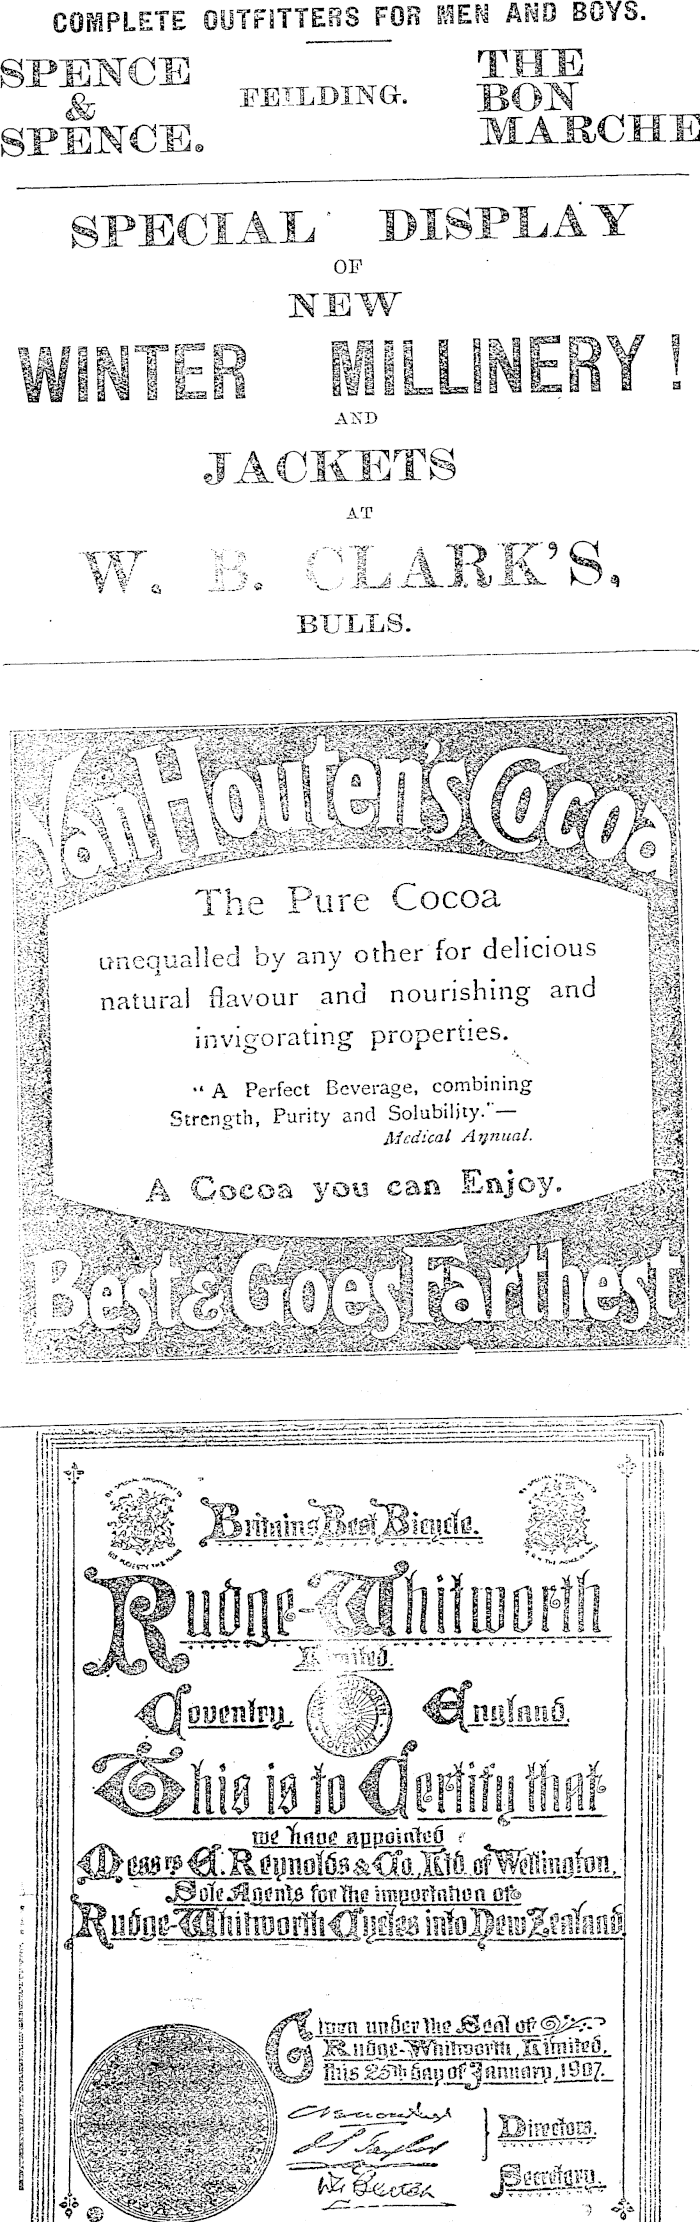 COMPLETE OUTFITTERS FOR MEN AND BOYS.
SPENCE
&
SPENCE.
FEILDING.
THE
BON
MARCHE
SPECIAL DISPLAY
OF
NEW
WINTER MILLINERY!
AND
JACKETS
AT
W. B. CLARK'S,
BULLS.
Van Houten's Cocoa
The Pure Cocoa
unequalled by any other for delicious
natural flavour and nourishing and
invigorating properties.
"A Perfect Beverage, combining
Strength, Purity and Solubility."—
Medical Annual.
A Cocoa you can Enjoy.
Best & Goes Farthest
Britains Best Bicycle.
Rudge-Whitworth
Limited.
Coventry, England.
This is to Certify that
we have appointed
Messrs E. Reynolds & Co. Ltd. of Wellington,
Sole Agents for the importation of
Rudge-Whitworth Cycles into New Zealand
Given under the Seal of
Rudge-Whitworth, Limited,
this 25th day of January, 1907.
Directors.
Secretary.